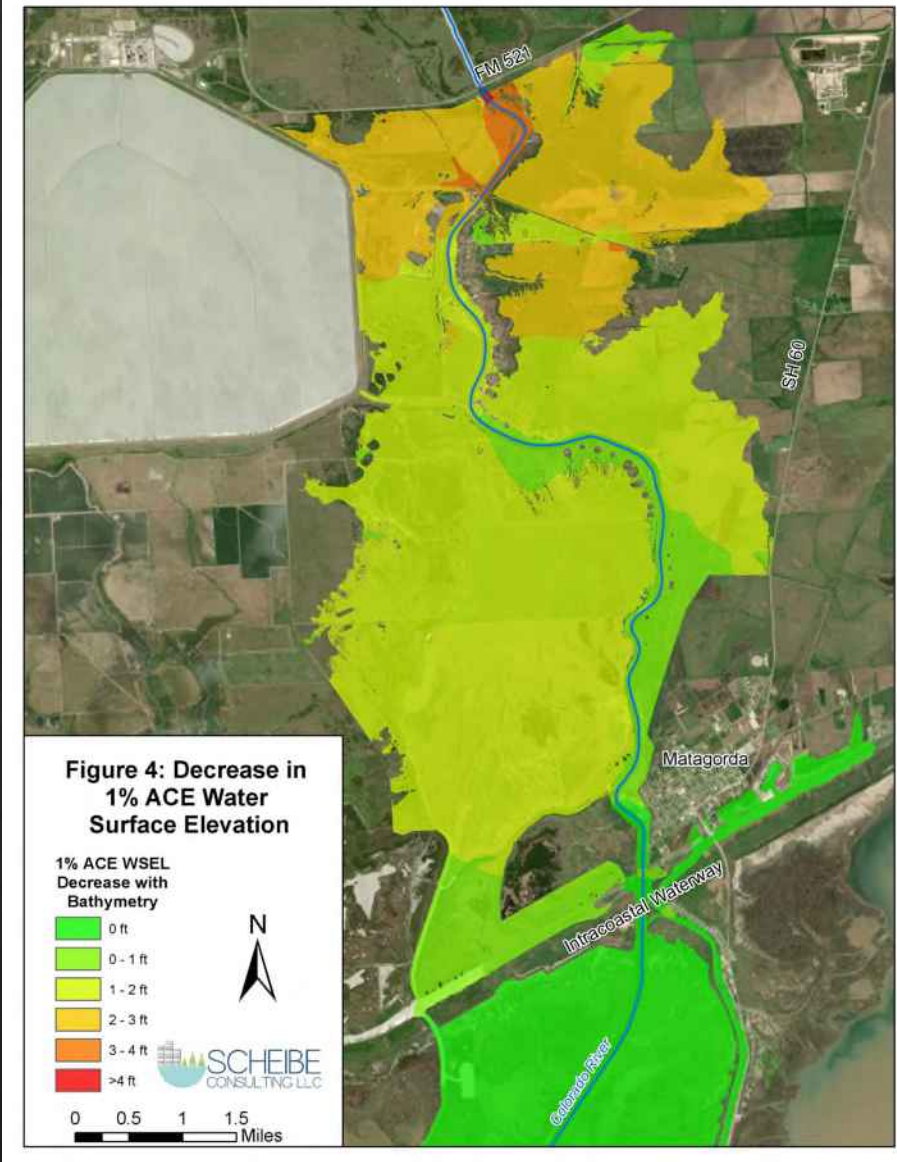 FM 521
SH 60
Matagorda
Intracoastal Waterway
Colorado River
Figure 4: Decrease in
1% ACE Water
Surface Elevation
1% ACE WSEL
Decrease with
Bathymetry
0 ft
0 - 1 ft
1 - 2 ft
2 - 3 ft
3 - 4 ft
>4 ft
N
SCHEIBE
CONSULTING LLC
0 0.5 1 1.5
Miles